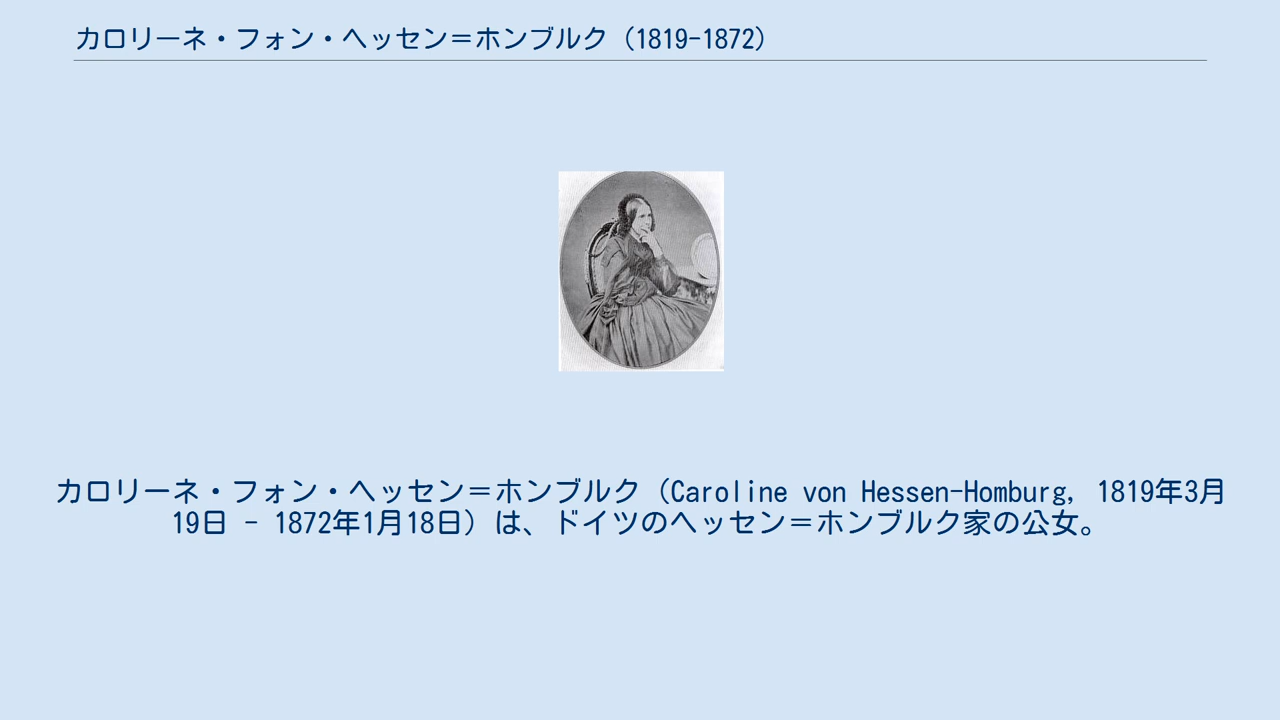 カロリーネ・フォン・ヘッセン＝ホンブルク（1819-1872）
カロリーネ・フォン・ヘッセン＝ホンブルク（Caroline von Hessen-Homburg, 1819年3月
19日 - 1872年1月18日）は、ドイツのヘッセン＝ホンブルク家の公女。